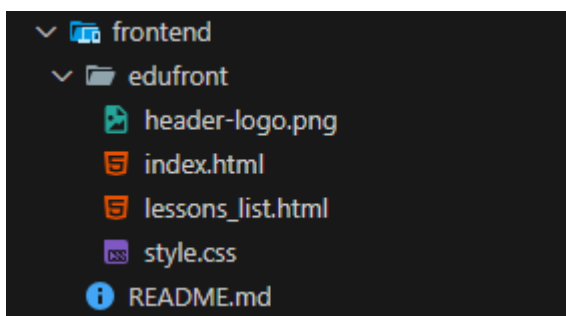 frontend
edufront
header-logo.png
index.html
lessons_list.html
style.css
README.md